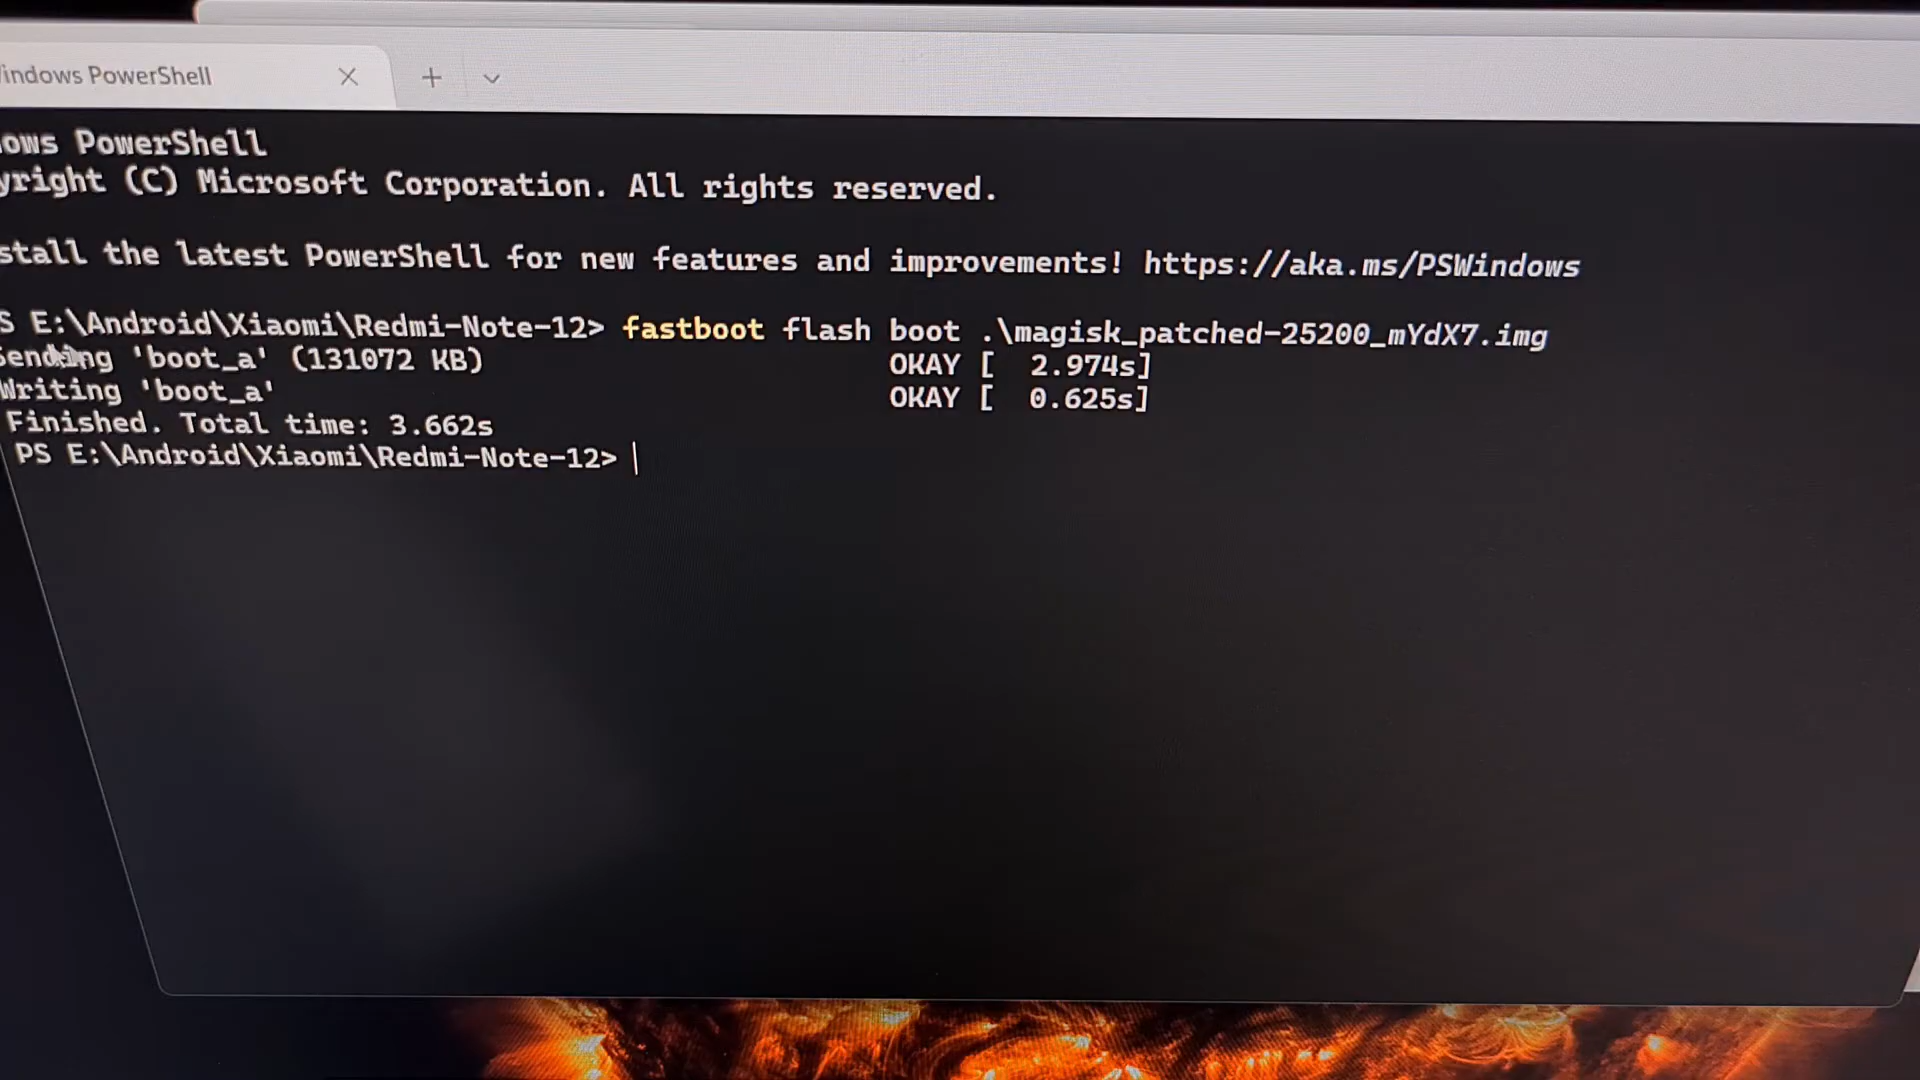 indows PowerShell
ows PowerShell
yright (C) Microsoft Corporation. All rights reserved.
stall the latest PowerShell for new features and improvements! https://aka.ms/PSWindows
S E:\Android\Xiaomi\Redmi-Note-12> fastboot flash boot .\magisk_patched-25200_mYdX7.img
Sending 'boot_a' (131072 KB) OKAY [ 2.974s]
Writing 'boot_a' OKAY [ 0.625s]
Finished. Total time: 3.662s
PS E:\Android\Xiaomi\Redmi-Note-12>